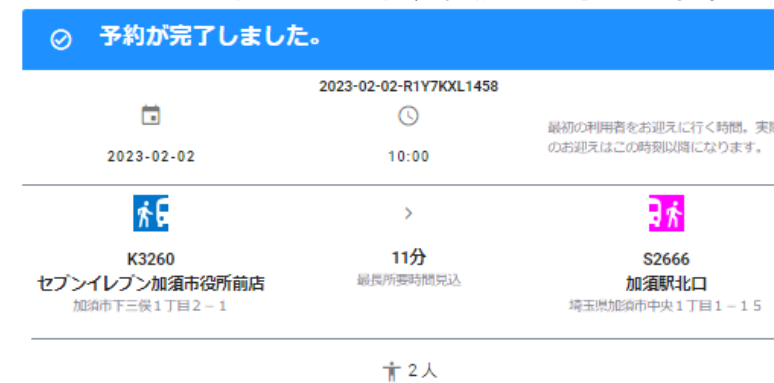 予約が完了しました。
2023-02-02-R1Y7KXL1458
最初の利用者をお迎えに行く時間。実際
のお迎えはこの時刻以降になります。
2023-02-02
10:00
K3260
11分
S2666
セブンイレブン加須市役所前店
最長所要時間見込
加須駅北口
加須市下三俣1丁目2−1
埼玉県加須市中央1丁目1−15
2人